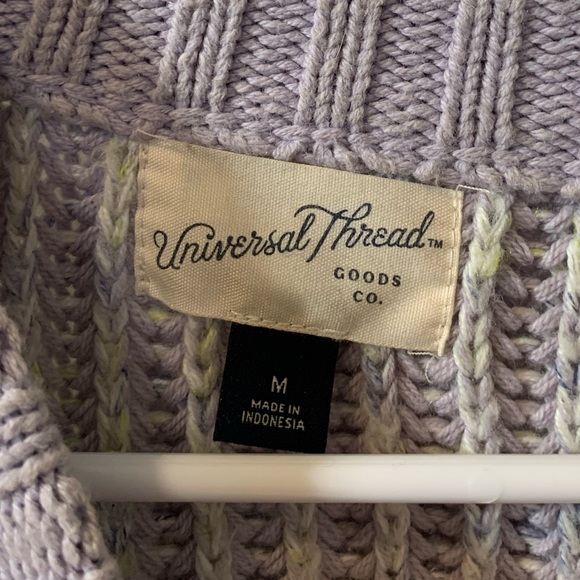 Universal Thread™
GOODS
CO.
M
MADE IN
INDONESIA